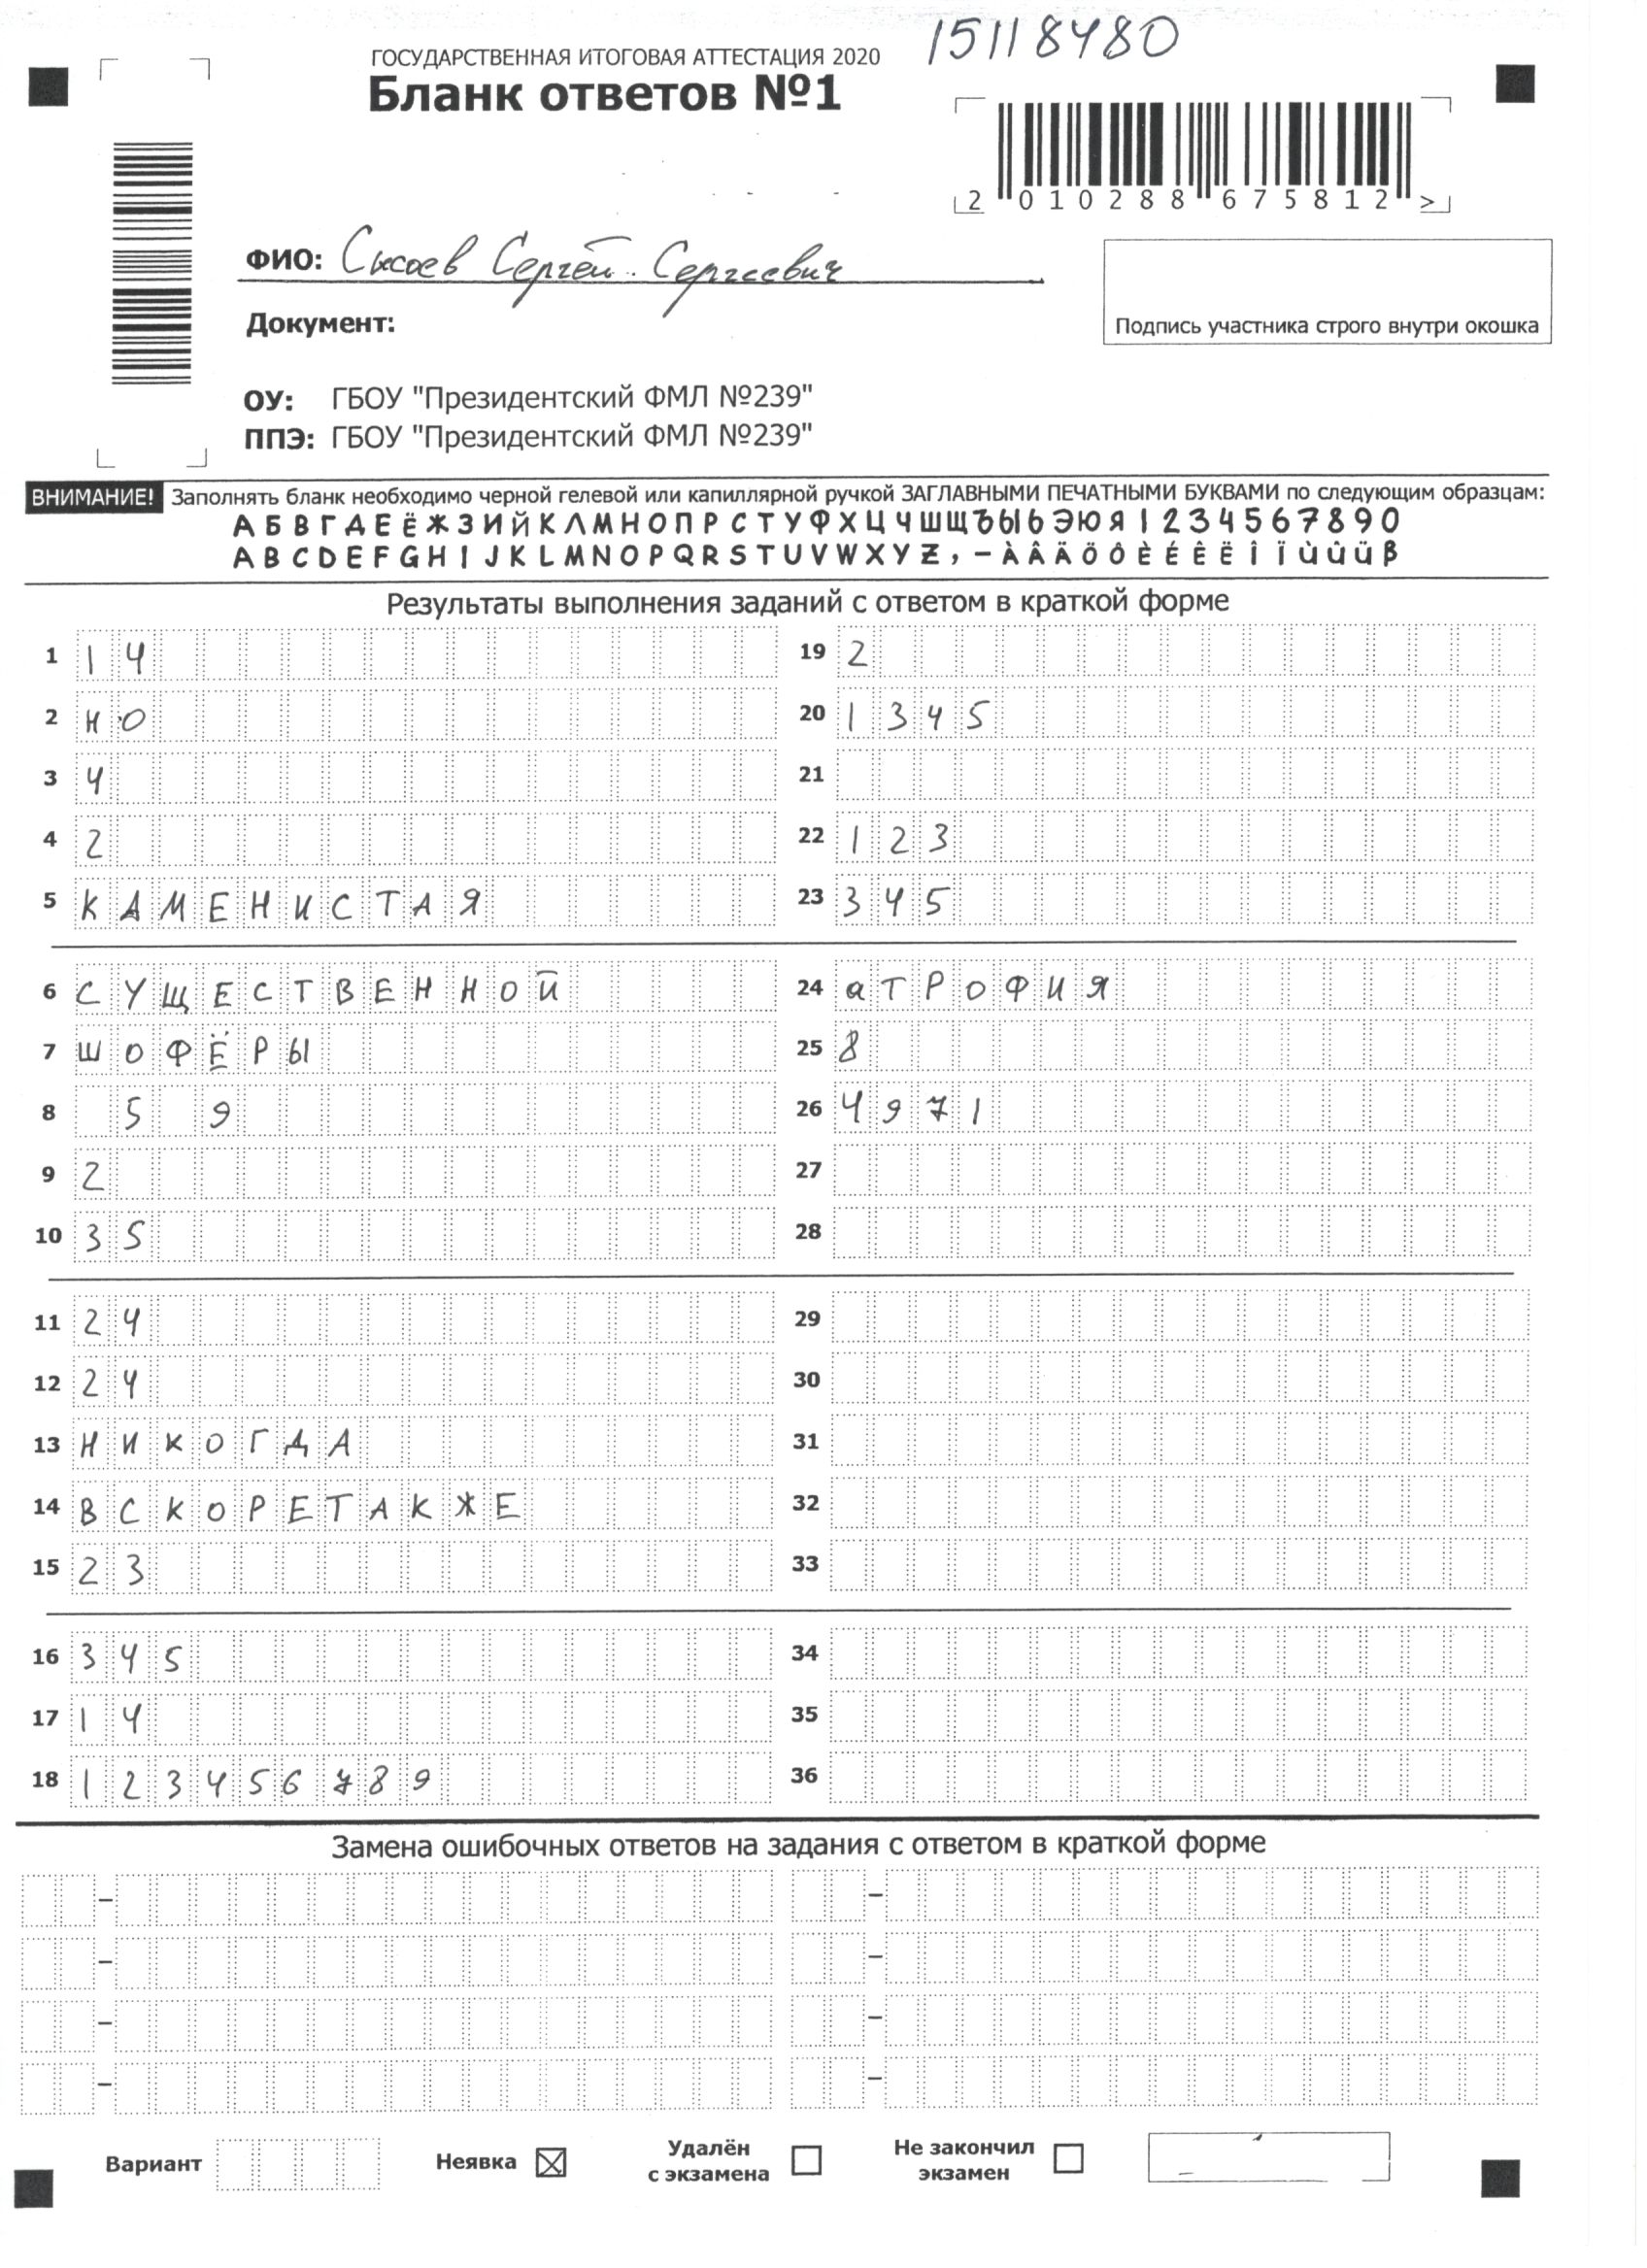 15118480
ГОСУДАРСТВЕННАЯ ИТОГОВАЯ АТТЕСТАЦИЯ 2020
Бланк ответов №1
2 010288 675812 >
ФИО: Сысоев Сергей Сергеевич
Документ:
Подпись участника строго внутри окошка
ОУ: ГБОУ "Президентский ФМЛ №239"
ППЭ: ГБОУ "Президентский ФМЛ №239"
ВНИМАНИЕ! Заполнять бланк необходимо черной гелевой или капиллярной ручкой ЗАГЛАВНЫМИ ПЕЧАТНЫМИ БУКВАМИ по следующим образцам:
А Б В Г Д Е Ё Ж З И Й К Л М Н О П Р С Т У Ф Х Ц Ч Ш Щ Ъ Ы Ь Э Ю Я 1 2 3 4 5 6 7 8 9 0
A B C D E F G H I J K L M N O P Q R S T U V W X Y Z , - À Â Ä Ö Ô È É Ê Ë Î Ï Ù Û Ü β
Результаты выполнения заданий с ответом в краткой форме
1 14
2 НО
3 4
4 2
5 КАМЕНИСТАЯ
6 СУЩЕСТВЕННОЙ
7 ШОФЁРЫ
8 5 9
9 2
10 35
11 24
12 24
13 НИКОГДА
14 ВСКОРЕТАКЖЕ
15 23
16 345
17 14
18 123456789
19 2
20 1345
21
22 123
23 345
24 аТРОФИЯ
25 8
26 4971
27
28
29
30
31
32
33
34
35
36
Замена ошибочных ответов на задания с ответом в краткой форме
- -
- -
- -
- -
Вариант Неявка Удалён с экзамена Не закончил экзамен